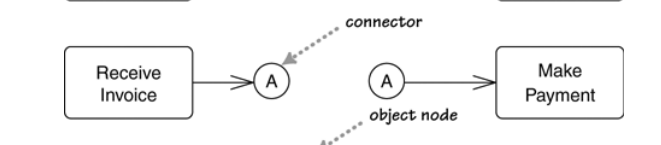 connector
Receive
Invoice
A
A
Make
Payment
object node